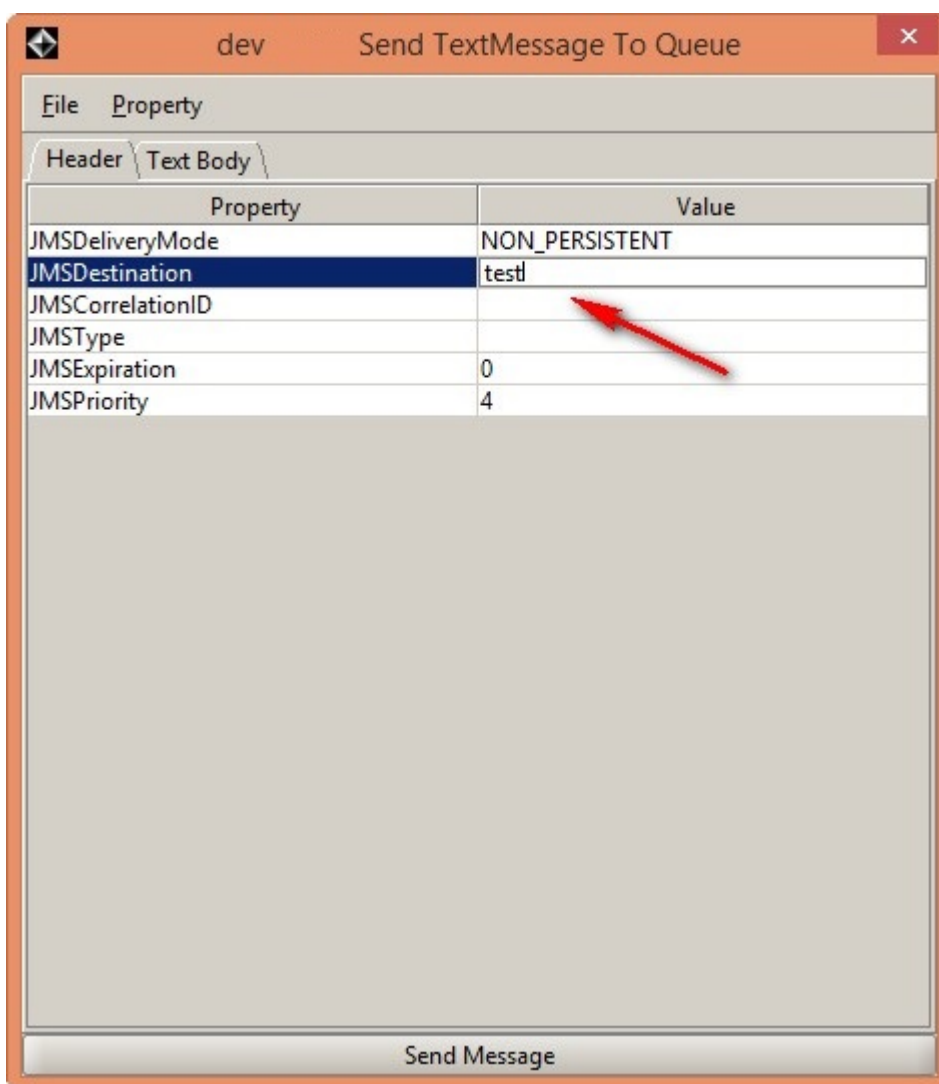 dev Send TextMessage To Queue
File Property
Header Text Body
Property Value
JMSDeliveryMode NON_PERSISTENT
JMSDestination test
JMSCorrelationID
JMSType
JMSExpiration 0
JMSPriority 4
Send Message